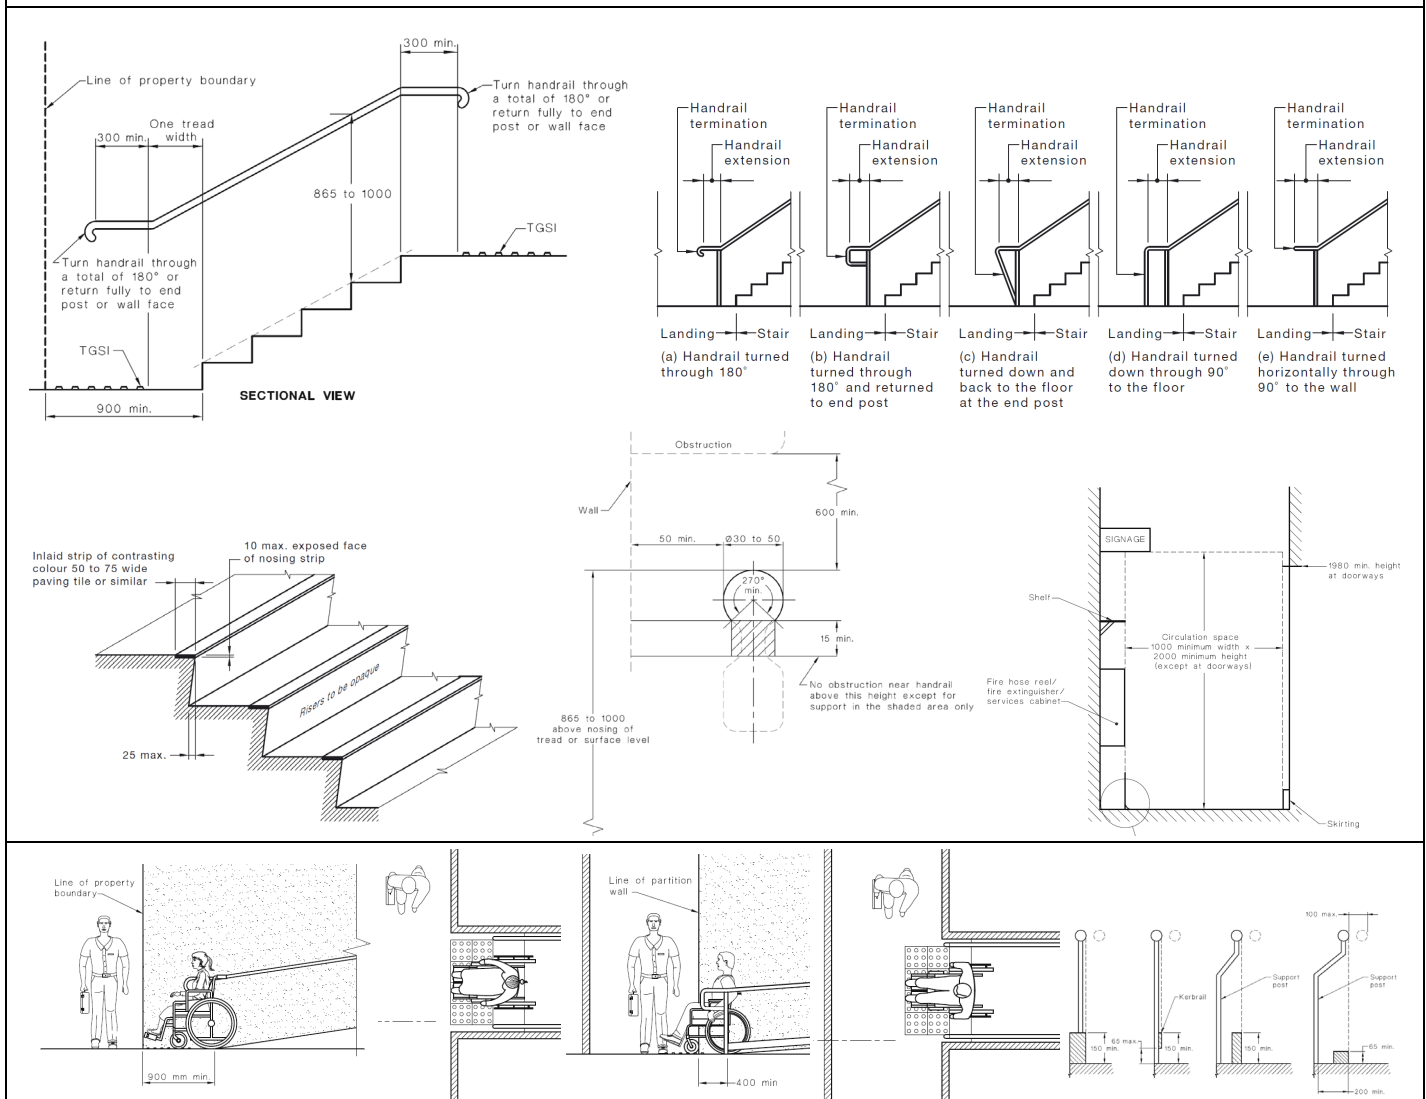 300 min.
Line of property boundary
Turn handrail through
a total of 180° or
return fully to end
post or wall face
One tread
width
300 min.
865 to 1000
TGSI
Turn handrail through
a total of 180° or
return fully to end
post or wall face
TGSI
SECTIONAL VIEW
900 min.
Handrail
termination
Handrail
extension
Landing
Stair
(a) Handrail turned
through 180°
Handrail
termination
Handrail
extension
Landing
Stair
(b) Handrail
turned through
180° and returned
to end post
Handrail
termination
Handrail
extension
Landing
Stair
(c) Handrail
turned down and
back to the floor
at the end post
Handrail
termination
Handrail
extension
Landing
Stair
(d) Handrail turned
down through 90°
to the floor
Handrail
termination
Handrail
extension
Landing
Stair
(e) Handrail turned
horizontally through
90° to the wall
Inlaid strip of contrasting
colour 50 to 75 wide
paving tile or similar
10 max. exposed face
of nosing strip
Risers to be opaque
25 max.
Obstruction
Wall
600 min.
50 min.
Ø30 to 50
270°
min.
15 min.
No obstruction near handrail
above this height except for
support in the shaded area only
865 to 1000
above nosing of
tread or surface level
SIGNAGE
1980 min. height
at doorways
Shelf
Circulation space
1000 minimum width x
2000 minimum height
(except at doorways)
Fire hose reel/
fire extinguisher/
services cabinet
Skirting
Line of property
boundary
900 mm min.
Line of partition
wall
400 min
100 max.
Support
post
Support
post
Kerbrail
65 max.
150 min.
150 min.
150 min.
65 min.
200 min.